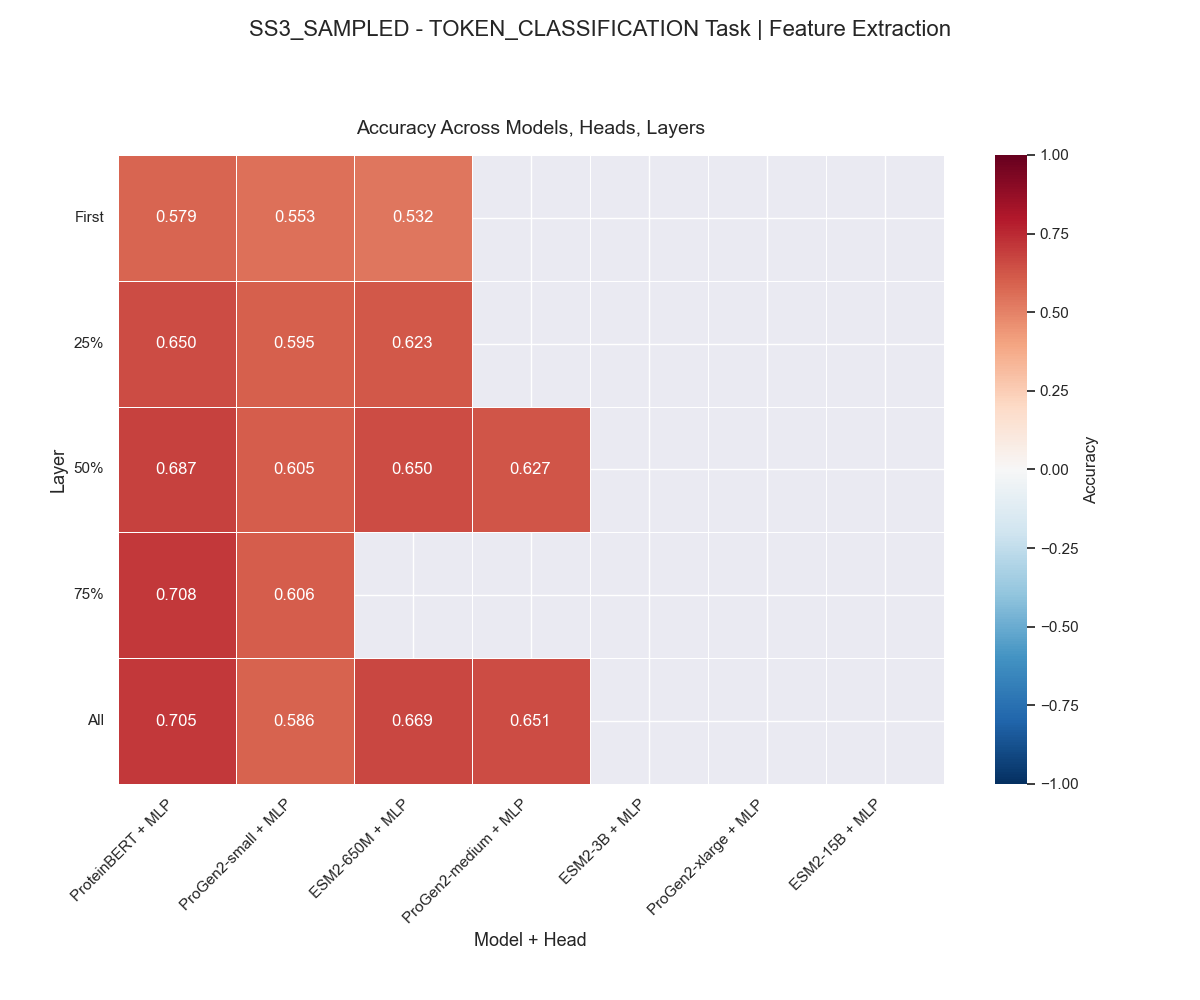 SS3_SAMPLED - TOKEN_CLASSIFICATION Task | Feature Extraction
Accuracy Across Models, Heads, Layers
First 0.579 0.553 0.532
25% 0.650 0.595 0.623
50% 0.687 0.605 0.650 0.627
75% 0.708 0.606
All 0.705 0.586 0.669 0.651
Layer
ProteinBERT + MLP
ProGen2-small + MLP
ESM2-650M + MLP
ProGen2-medium + MLP
ESM2-3B + MLP
ProGen2-xlarge + MLP
ESM2-15B + MLP
Model + Head
1.00
0.75
0.50
0.25
0.00
−0.25
−0.50
−0.75
−1.00
Accuracy